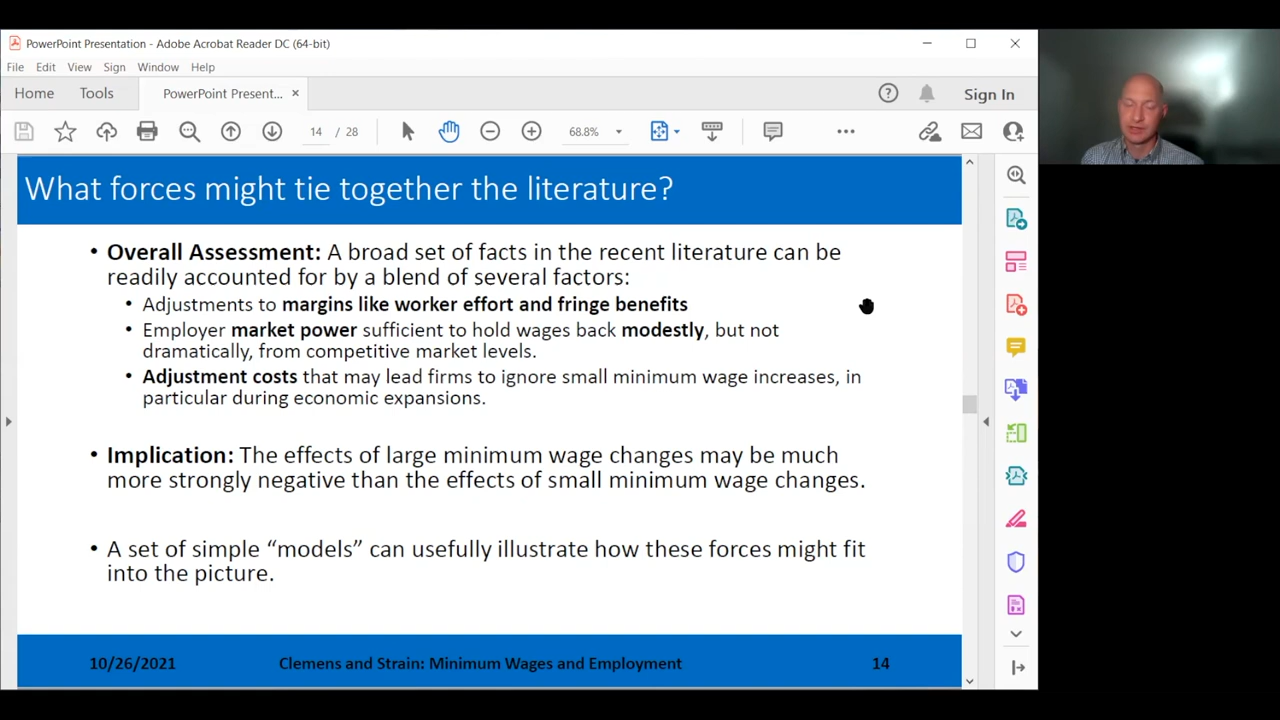 PowerPoint Presentation - Adobe Acrobat Reader DC (64-bit)
File Edit View Sign Window Help
Home Tools PowerPoint Present... × Sign In
14 / 28 68.8%
What forces might tie together the literature?
• Overall Assessment: A broad set of facts in the recent literature can be
readily accounted for by a blend of several factors:
• Adjustments to margins like worker effort and fringe benefits
• Employer market power sufficient to hold wages back modestly, but not
dramatically, from competitive market levels.
• Adjustment costs that may lead firms to ignore small minimum wage increases, in
particular during economic expansions.
• Implication: The effects of large minimum wage changes may be much
more strongly negative than the effects of small minimum wage changes.
• A set of simple “models” can usefully illustrate how these forces might fit
into the picture.
10/26/2021 Clemens and Strain: Minimum Wages and Employment 14